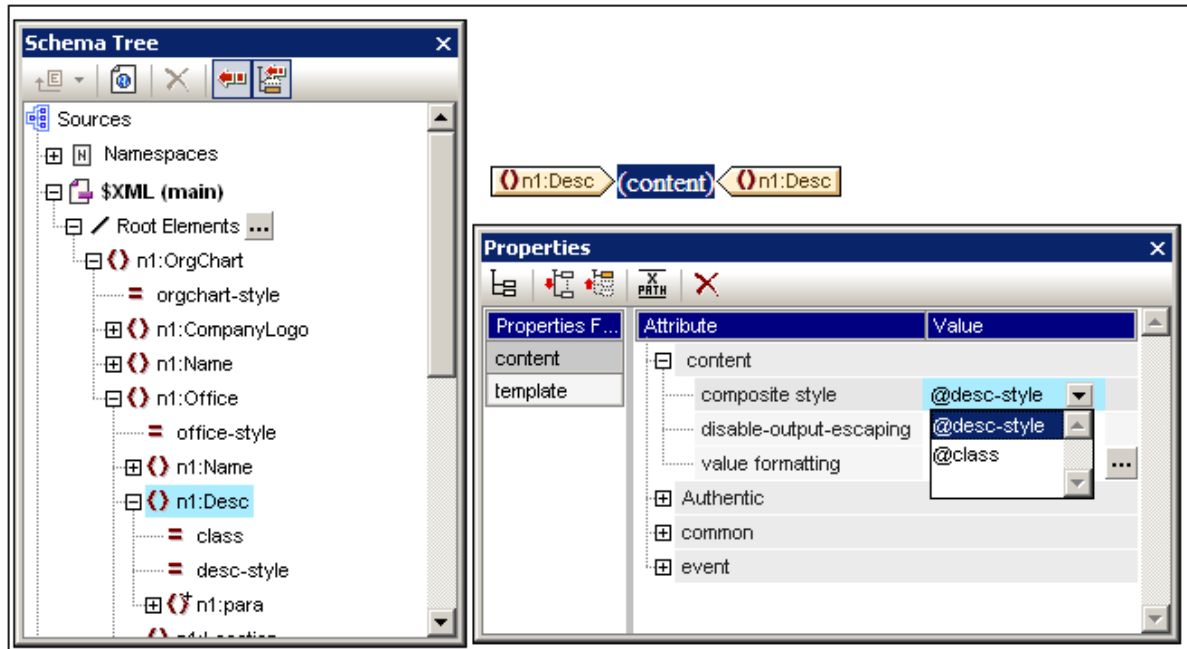 Schema Tree
E
Sources
N Namespaces
$XML (main)
Root Elements ...
n1:OrgChart
orgchart-style
n1:CompanyLogo
n1:Name
n1:Office
office-style
n1:Name
n1:Desc
class
desc-style
n1:para
n1:Desc (content) n1:Desc
Properties
X PATH
Properties F... Attribute Value
content
template
content
composite style @desc-style
@desc-style
disable-output-escaping
@class
value formatting ...
Authentic
common
event